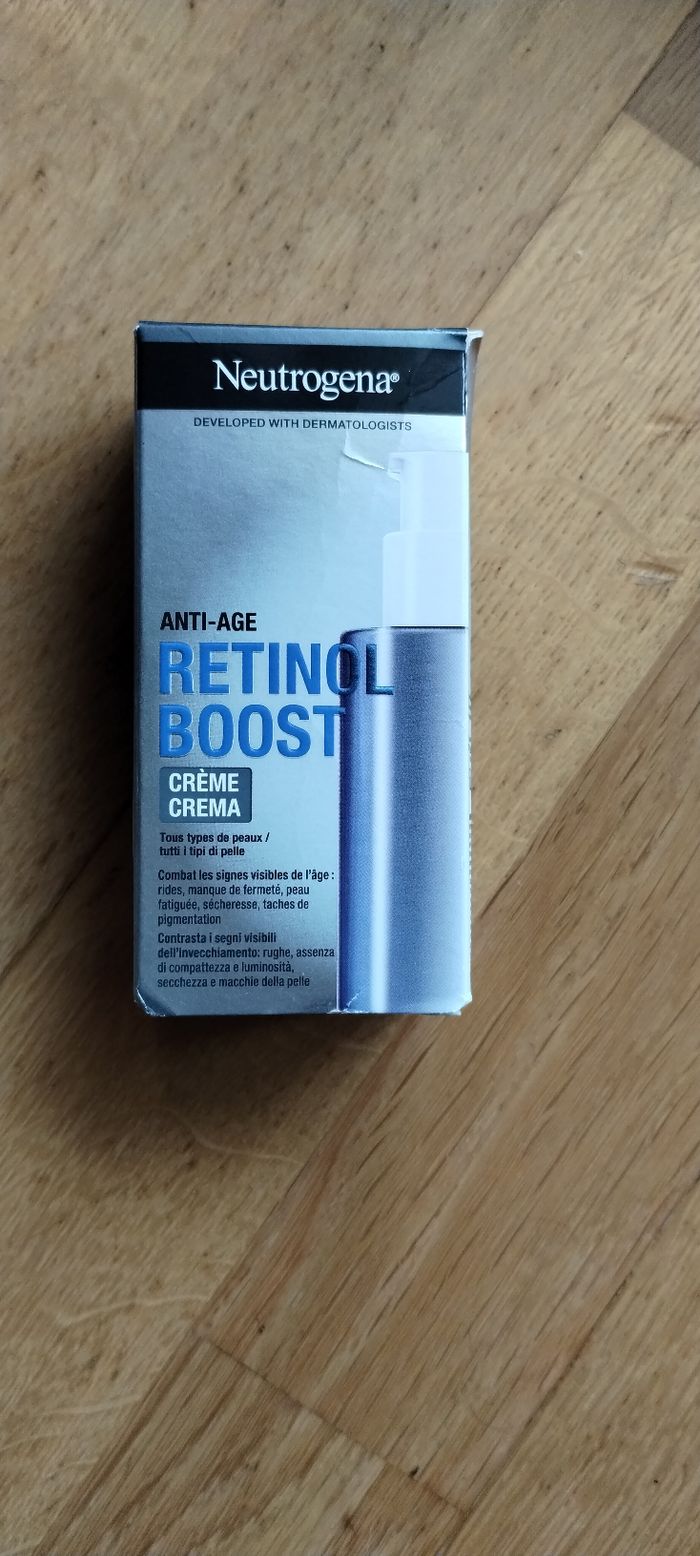 Neutrogena®
DEVELOPED WITH DERMATOLOGISTS
ANTI-AGE
RETINOL
BOOST
CRÈME
CREMA
Tous types de peaux /
tutti i tipi di pelle
Combat les signes visibles de l'âge :
rides, manque de fermeté, peau
fatiguée, sécheresse, taches de
pigmentation
Contrasta i segni visibili
dell'invecchiamento: rughe, assenza
di compattezza e luminosità,
secchezza e macchie della pelle